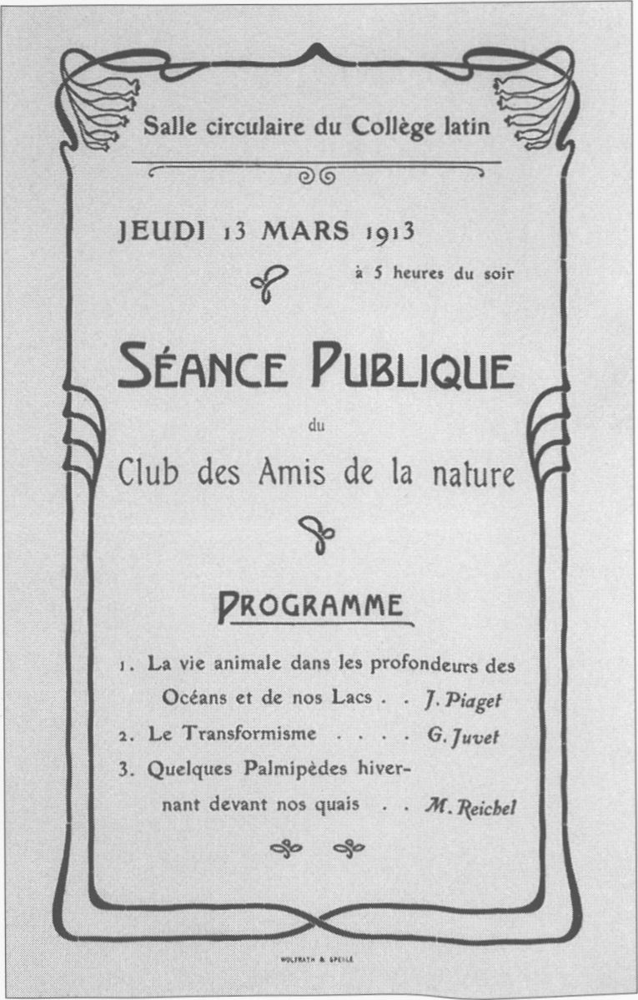 Salle circulaire du Collège latin
JEUDI 13 MARS 1913
à 5 heures du soir
SÉANCE PUBLIQUE
du
Club des Amis de la nature
PROGRAMME
1. La vie animale dans les profondeurs des
Océans et de nos Lacs . . J. Piaget
2. Le Transformisme . . . . G. Juvet
3. Quelques Palmipèdes hiver-
nant devant nos quais . . M. Reichel
WOLFRATH & SPERLÉ